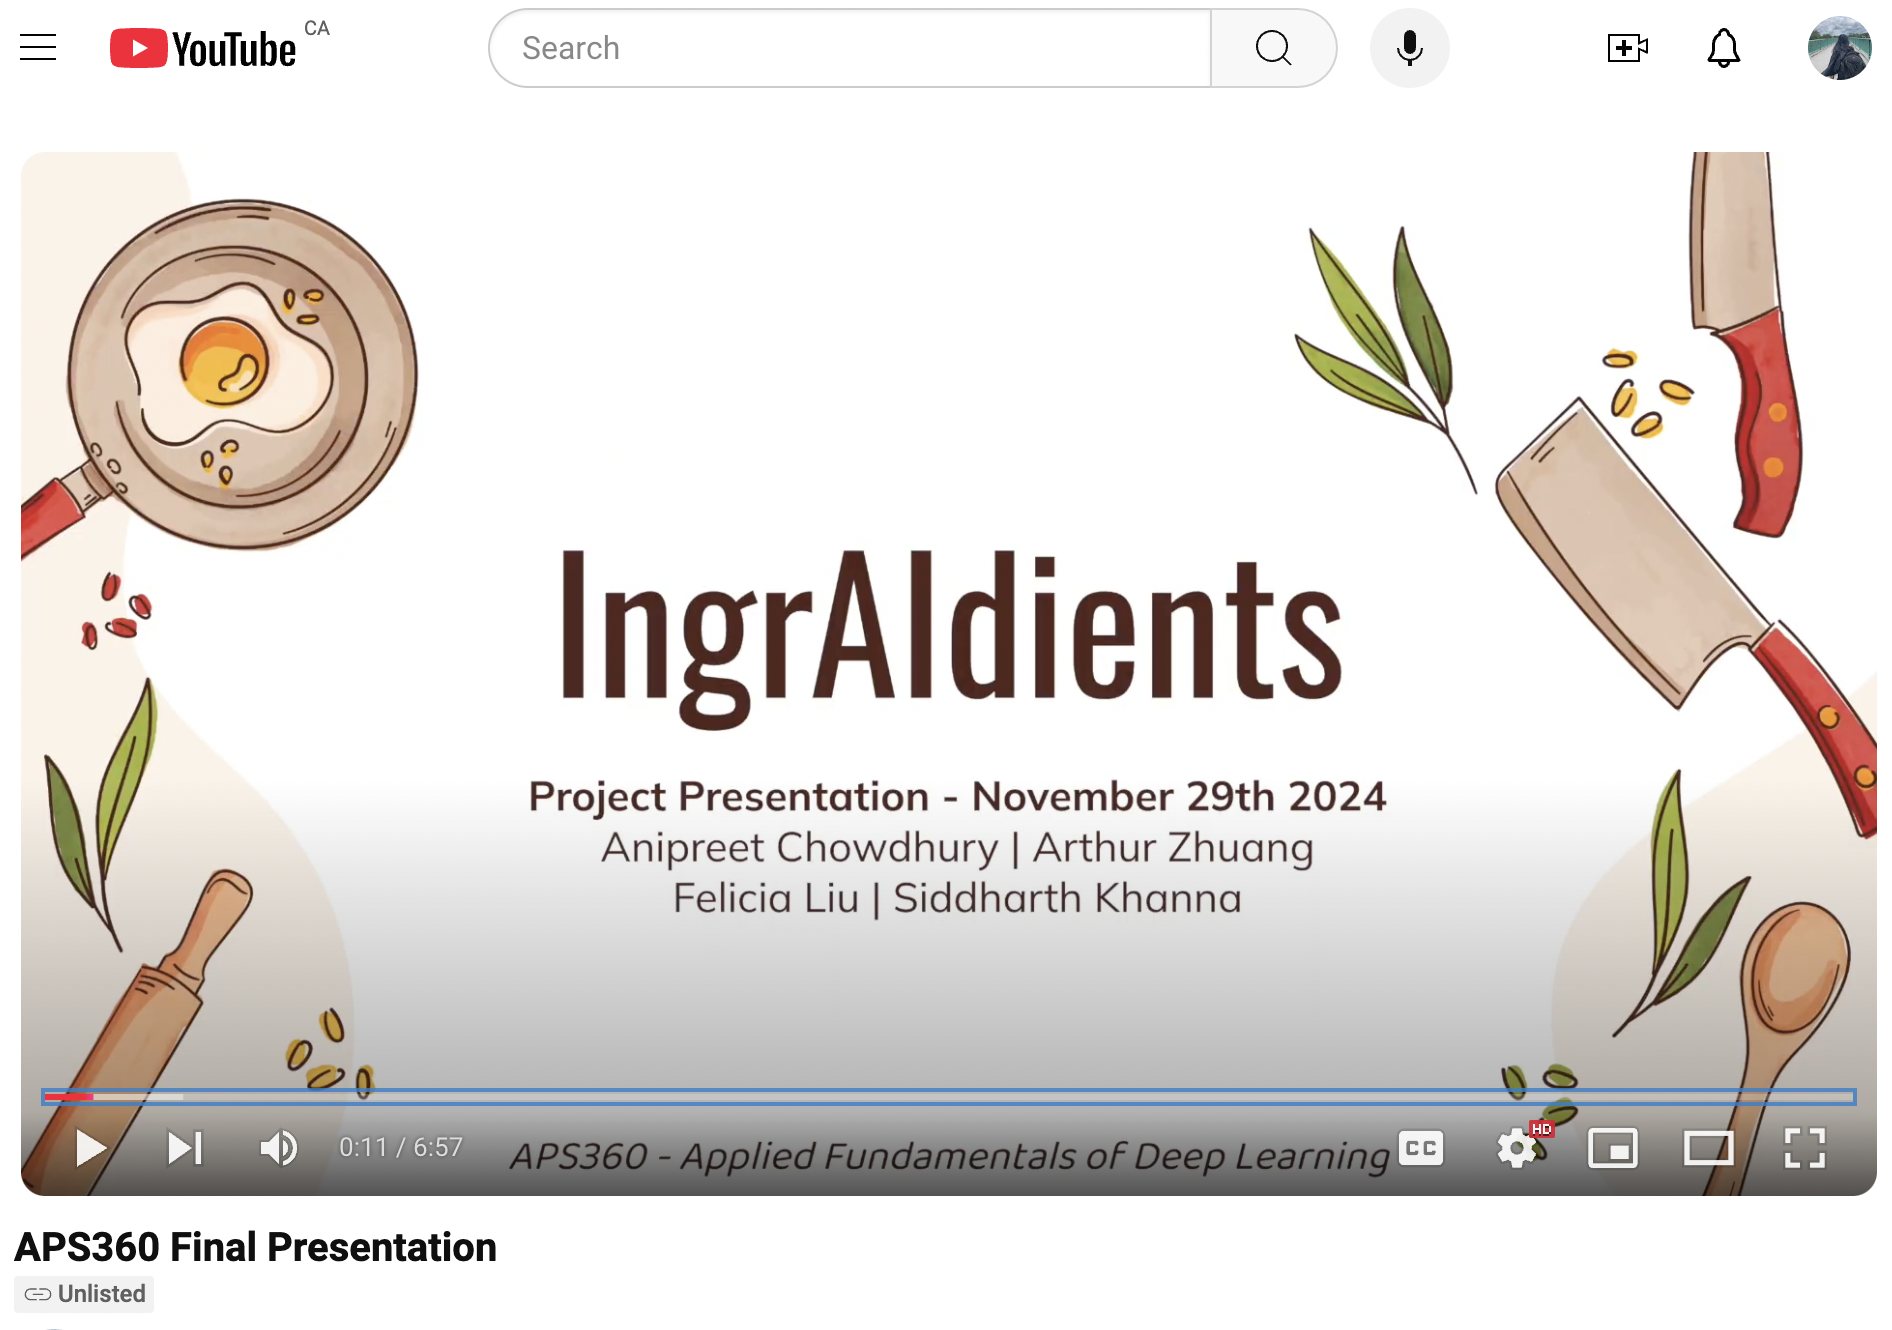 YouTube CA
Search
IngrAIdients
Project Presentation - November 29th 2024
Anipreet Chowdhury | Arthur Zhuang
Felicia Liu | Siddharth Khanna
0:11 / 6:57
APS360 - Applied Fundamentals of Deep Learning
CC
HD
APS360 Final Presentation
Unlisted